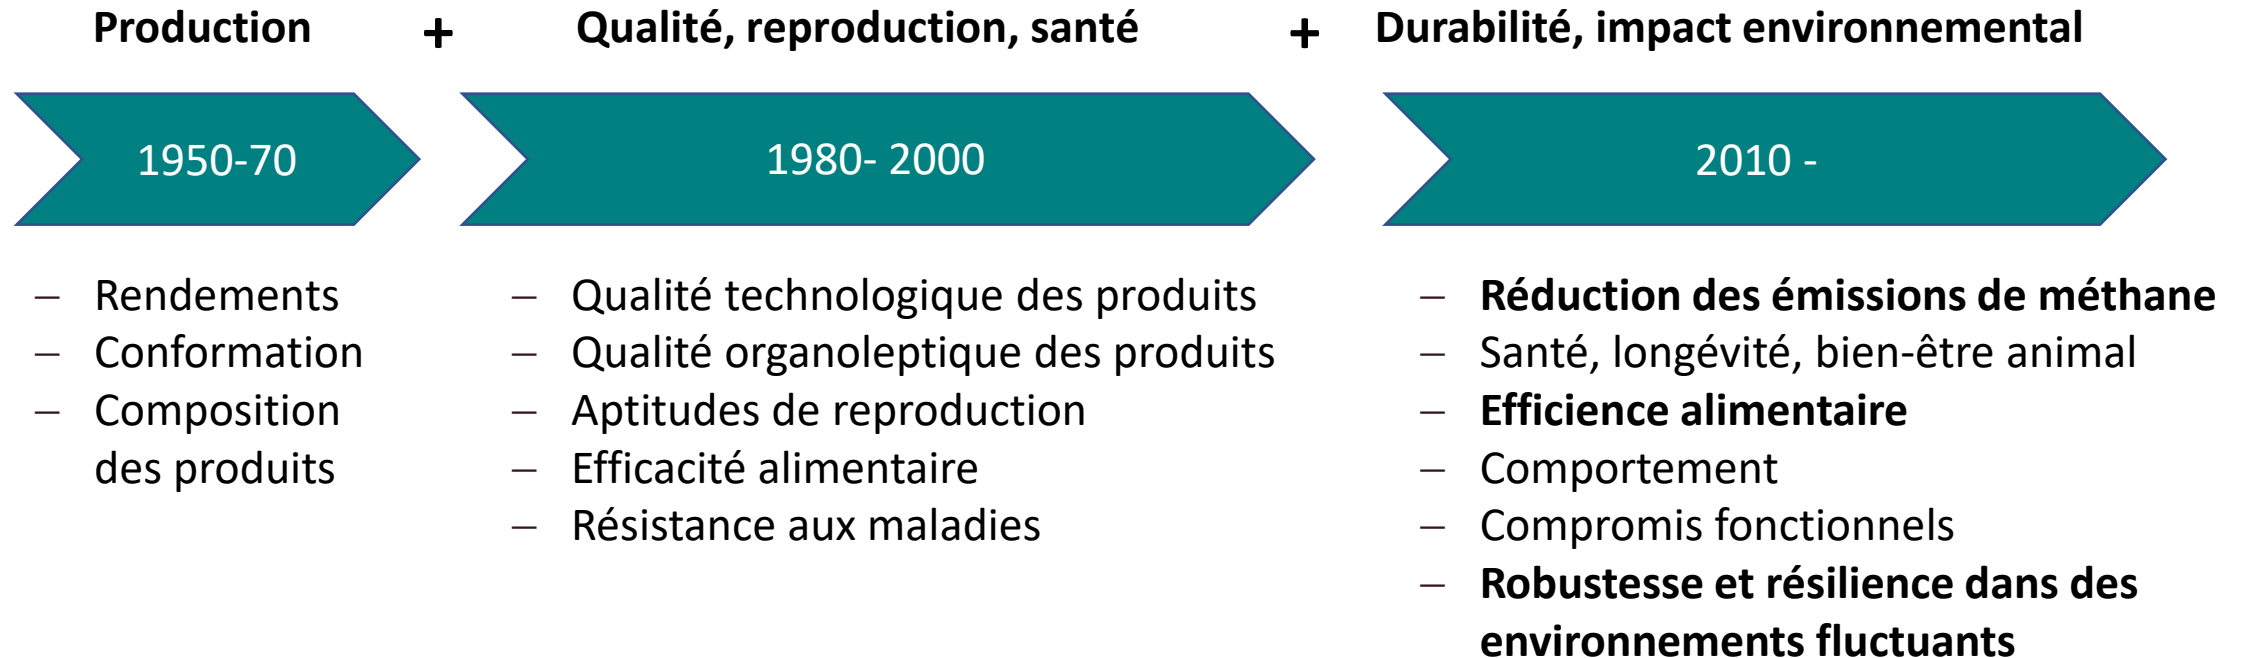 Production + Qualité, reproduction, santé + Durabilité, impact environnemental
1950-70
1980- 2000
2010 -
– Rendements
– Conformation
– Composition
des produits
– Qualité technologique des produits
– Qualité organoleptique des produits
– Aptitudes de reproduction
– Efficacité alimentaire
– Résistance aux maladies
– Réduction des émissions de méthane
– Santé, longévité, bien-être animal
– Efficience alimentaire
– Comportement
– Compromis fonctionnels
– Robustesse et résilience dans des
environnements fluctuants